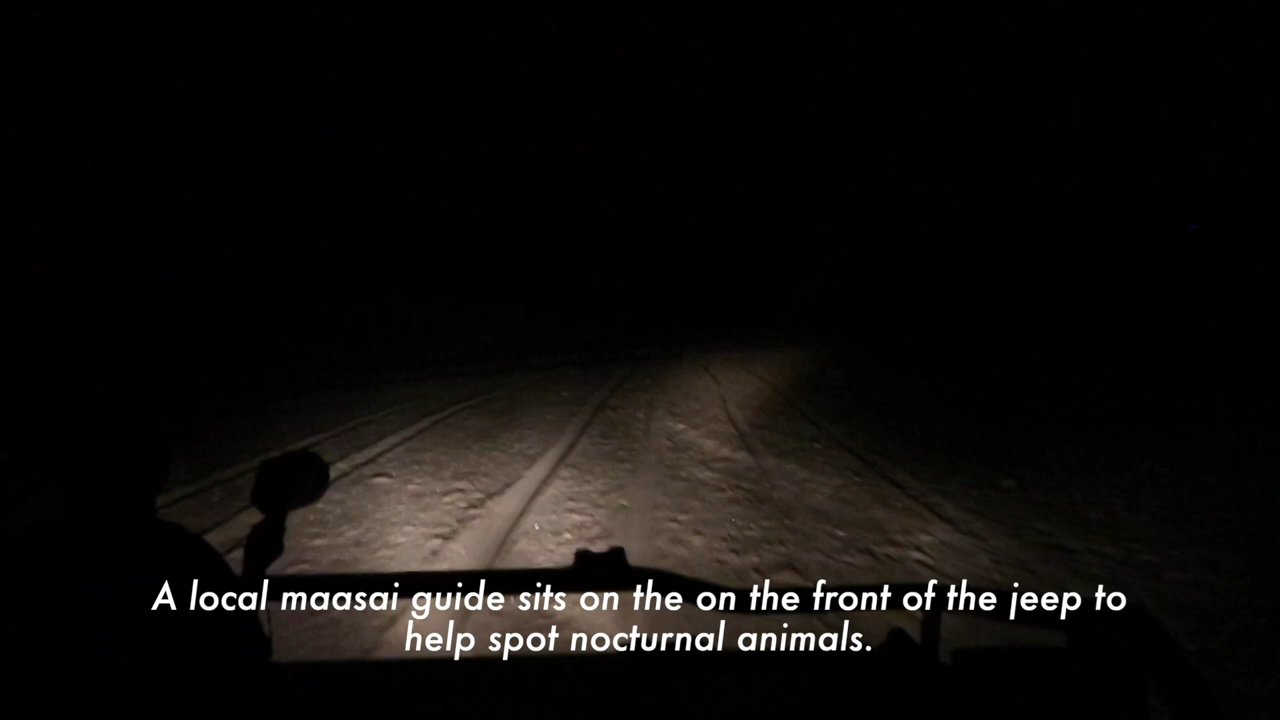 A local maasai guide sits on the on the front of the jeep to
help spot nocturnal animals.